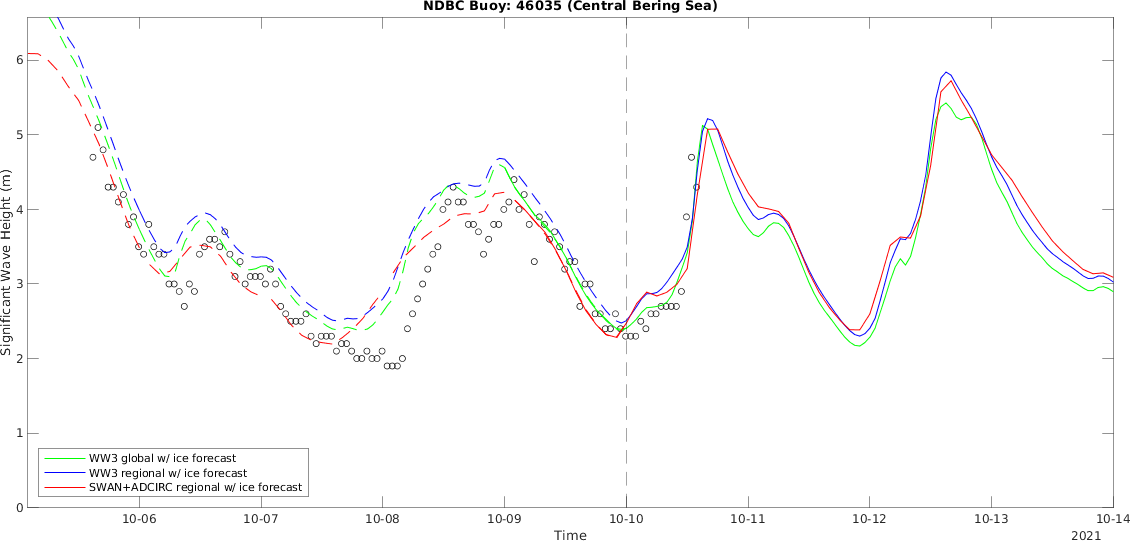 NDBC Buoy: 46035 (Central Bering Sea)
Significant Wave Height (m)
6
5
4
3
2
1
0
WW3 global w/ ice forecast
WW3 regional w/ ice forecast
SWAN+ADCIRC regional w/ ice forecast
10-06 10-07 10-08 10-09 10-10 10-11 10-12 10-13 10-14
Time
2021